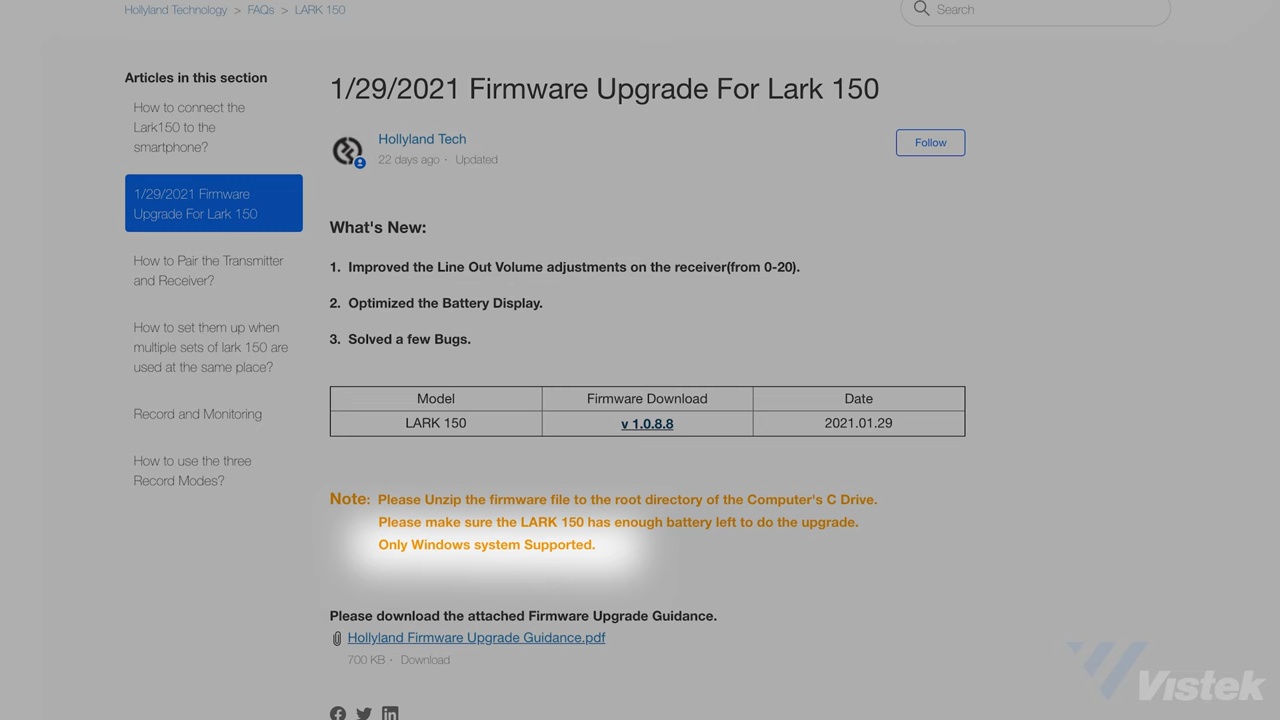 Hollyland Technology > FAQs > LARK 150
Search
Articles in this section
How to connect the
Lark150 to the
smartphone?
1/29/2021 Firmware
Upgrade For Lark 150
How to Pair the Transmitter
and Receiver?
How to set them up when
multiple sets of lark 150 are
used at the same place?
Record and Monitoring
How to use the three
Record Modes?
1/29/2021 Firmware Upgrade For Lark 150
Hollyland Tech
22 days ago · Updated
Follow
What's New:
1. Improved the Line Out Volume adjustments on the receiver(from 0-20).
2. Optimized the Battery Display.
3. Solved a few Bugs.
Model Firmware Download Date
LARK 150 v 1.0.8.8 2021.01.29
Note: Please Unzip the firmware file to the root directory of the Computer's C Drive.
Please make sure the LARK 150 has enough battery left to do the upgrade.
Only Windows system Supported.
Please download the attached Firmware Upgrade Guidance.
Hollyland Firmware Upgrade Guidance.pdf
700 KB · Download
Vistek